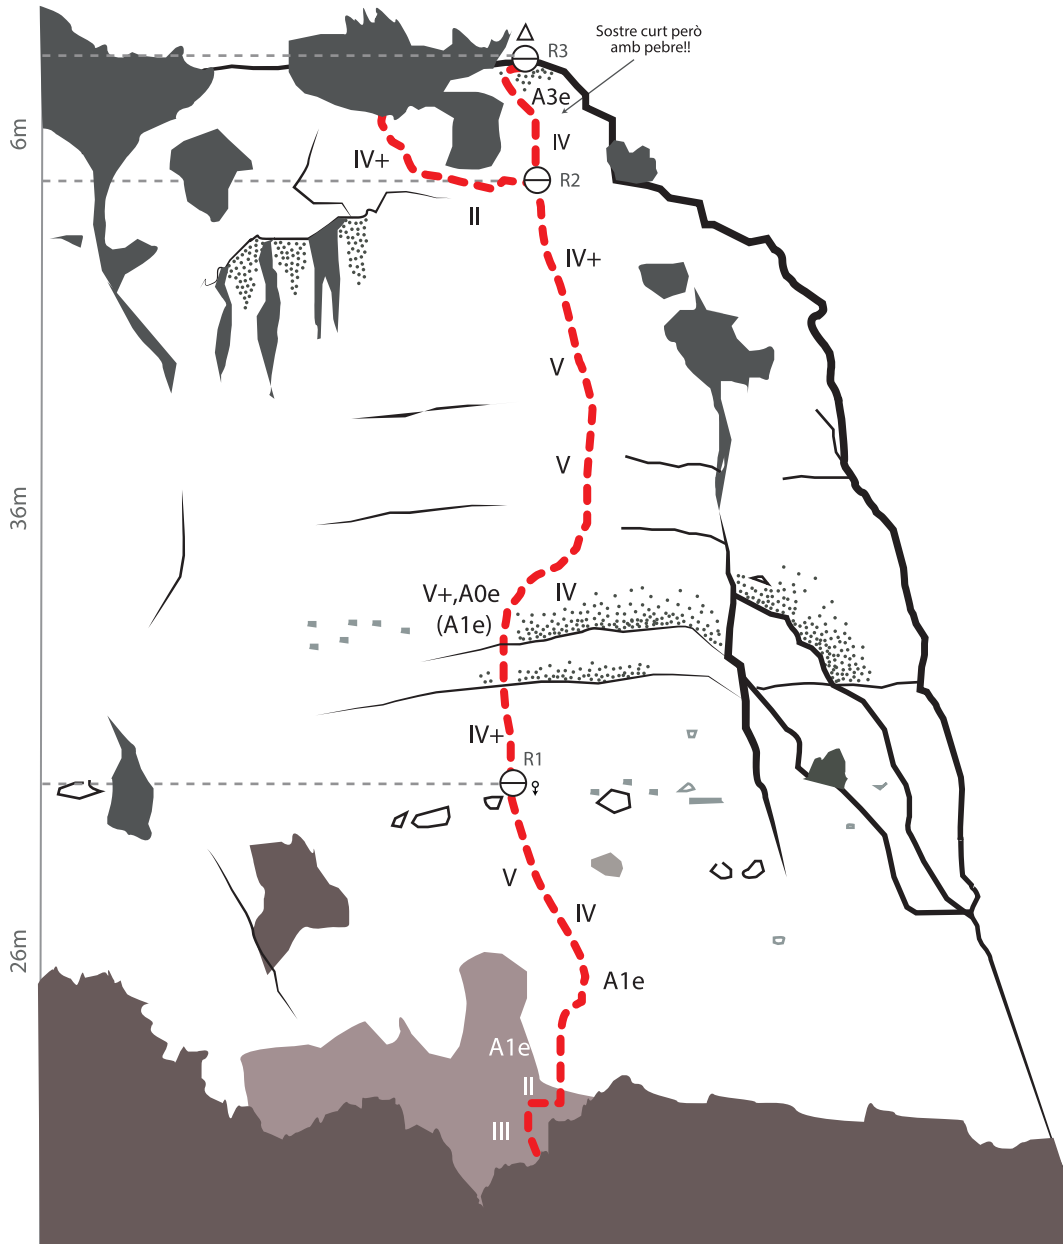 Sostre curt però
amb pebre!!
R3
A3e
6m
IV
IV+
R2
II
IV+
V
V
36m
IV
V+,A0e
(A1e)
IV+
R1
V
IV
26m
A1e
A1e
II
III